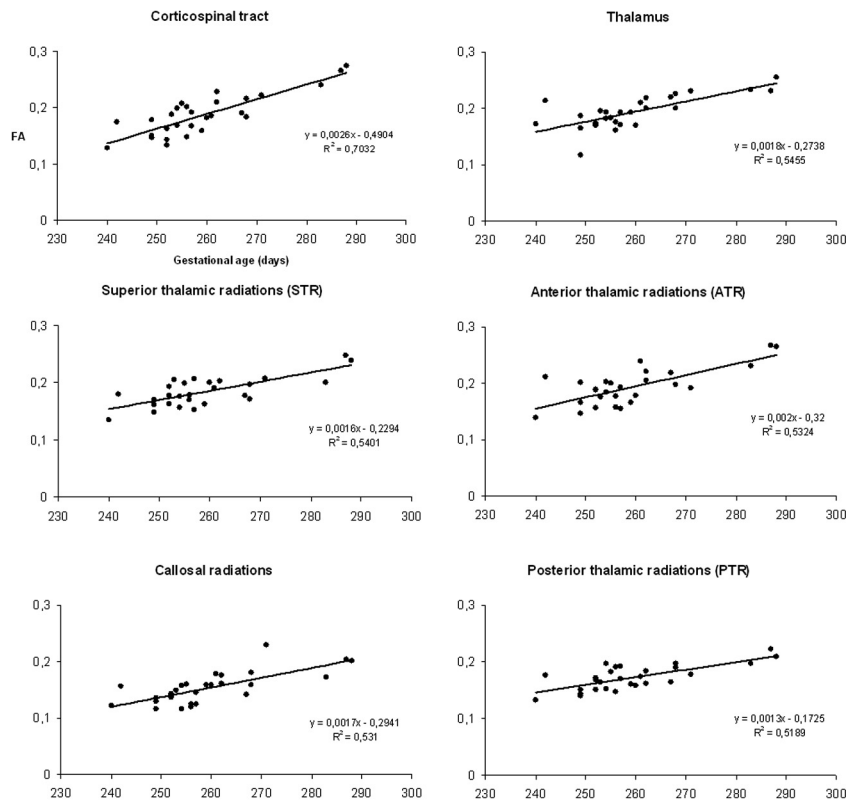 Corticospinal tract
0,3
0,2
FA
0,1
0
y = 0,0026x - 0,4904
R² = 0,7032
230 240 250 260 270 280 290 300
Gestational age (days)
Thalamus
0,3
0,2
0,1
0
y = 0,0018x - 0,2738
R² = 0,5455
230 240 250 260 270 280 290 300
Superior thalamic radiations (STR)
0,3
0,2
0,1
0
y = 0,0016x - 0,2294
R² = 0,5401
230 240 250 260 270 280 290 300
Anterior thalamic radiations (ATR)
0,3
0,2
0,1
0
y = 0,002x - 0,32
R² = 0,5324
230 240 250 260 270 280 290 300
Callosal radiations
0,3
0,2
0,1
0
y = 0,0017x - 0,2941
R² = 0,531
230 240 250 260 270 280 290 300
Posterior thalamic radiations (PTR)
0,3
0,2
0,1
0
y = 0,0013x - 0,1725
R² = 0,5189
230 240 250 260 270 280 290 300